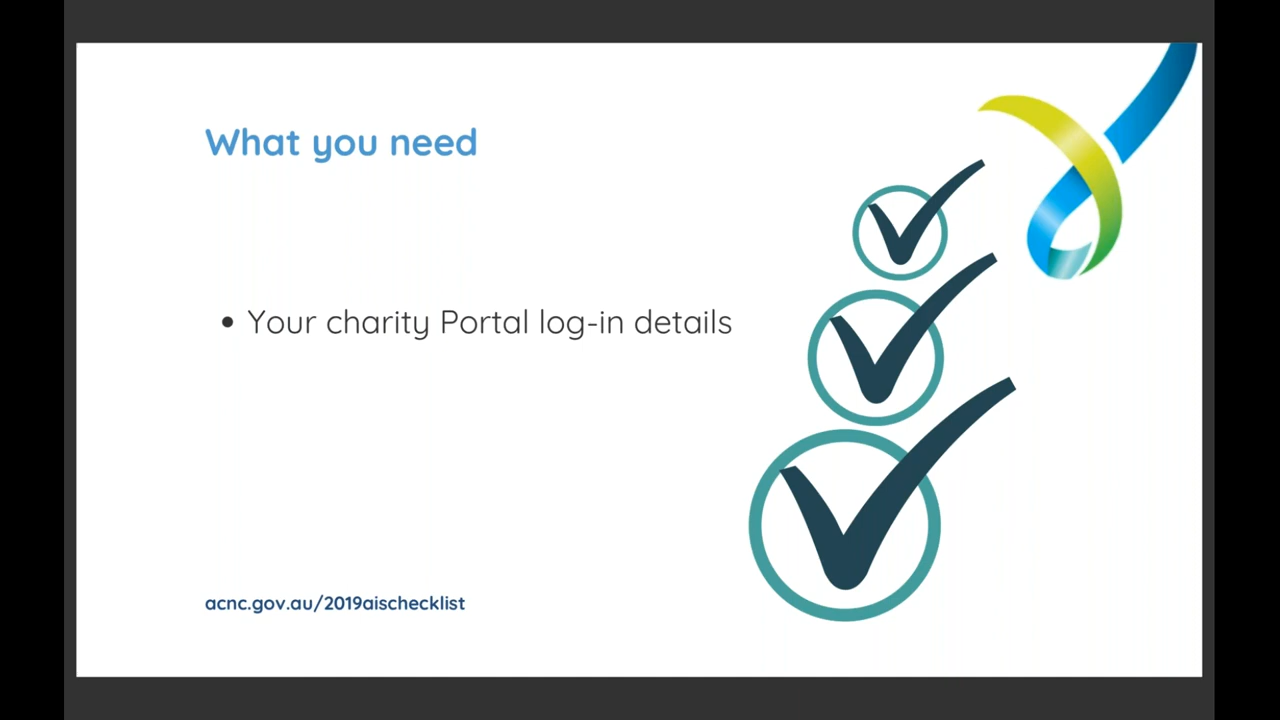 What you need
• Your charity Portal log-in details
acnc.gov.au/2019aischecklist